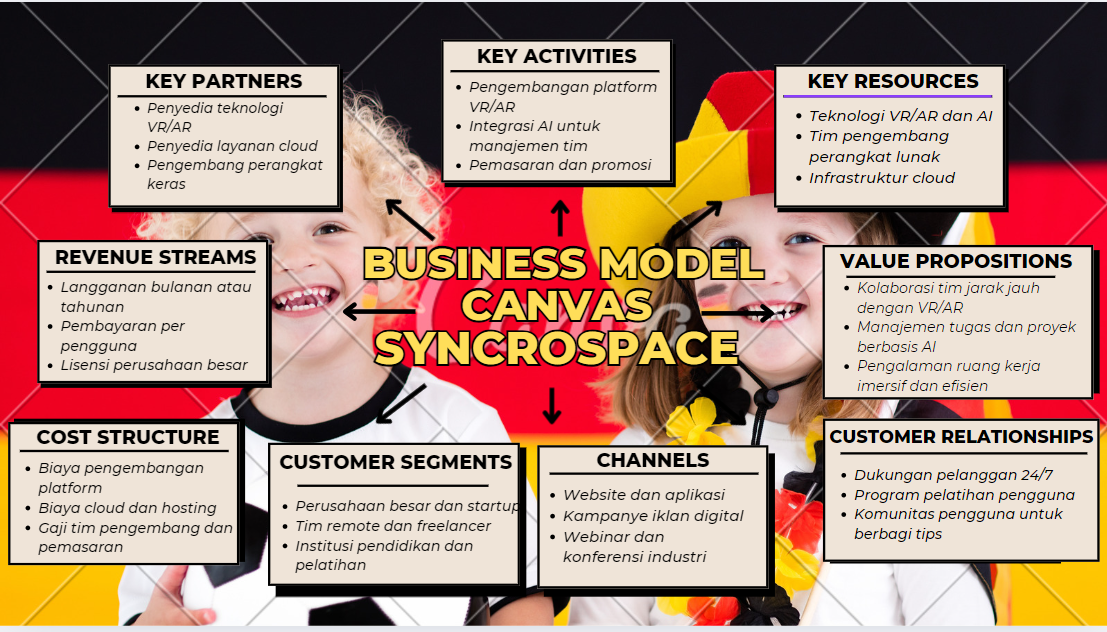 KEY PARTNERS
Penyedia teknologi
VR/AR
Penyedia layanan cloud
Pengembang perangkat
keras
KEY ACTIVITIES
Pengembangan platform
VR/AR
Integrasi AI untuk
manajemen tim
Pemasaran dan promosi
KEY RESOURCES
Teknologi VR/AR dan AI
Tim pengembang
perangkat lunak
Infrastruktur cloud
REVENUE STREAMS
Langganan bulanan atau
tahunan
Pembayaran per
pengguna
Lisensi perusahaan besar
BUSINESS MODEL
CANVAS
SYNCROSPACE
VALUE PROPOSITIONS
Kolaborasi tim jarak jauh
dengan VR/AR
Manajemen tugas dan proyek
berbasis AI
Pengalaman ruang kerja
imersif dan efisien
COST STRUCTURE
Biaya pengembangan
platform
Biaya cloud dan hosting
Gaji tim pengembang dan
pemasaran
CUSTOMER SEGMENTS
Perusahaan besar dan startup
Tim remote dan freelancer
Institusi pendidikan dan
pelatihan
CHANNELS
Website dan aplikasi
Kampanye iklan digital
Webinar dan
konferensi industri
CUSTOMER RELATIONSHIPS
Dukungan pelanggan 24/7
Program pelatihan pengguna
Komunitas pengguna untuk
berbagi tips